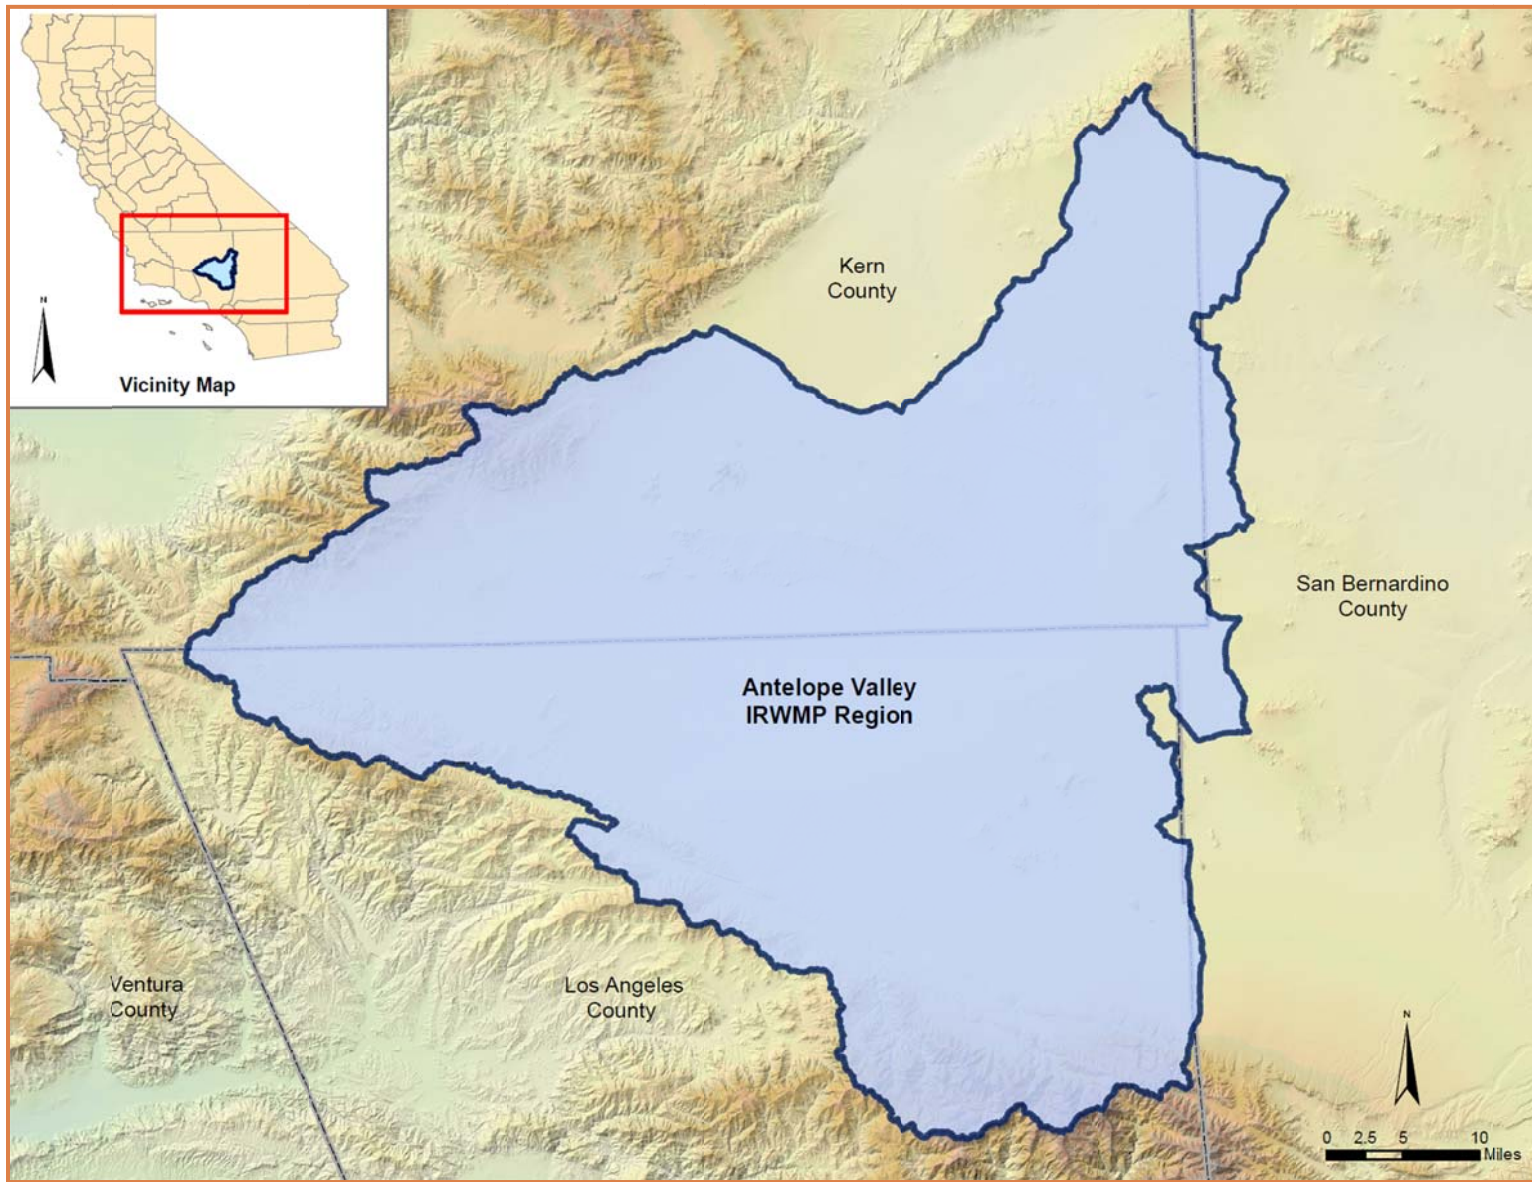 N
Vicinity Map
Kern
County
San Bernardino
County
Antelope Valley
IRWMP Region
Ventura
County
Los Angeles
County
N
0 2.5 5 10
Miles